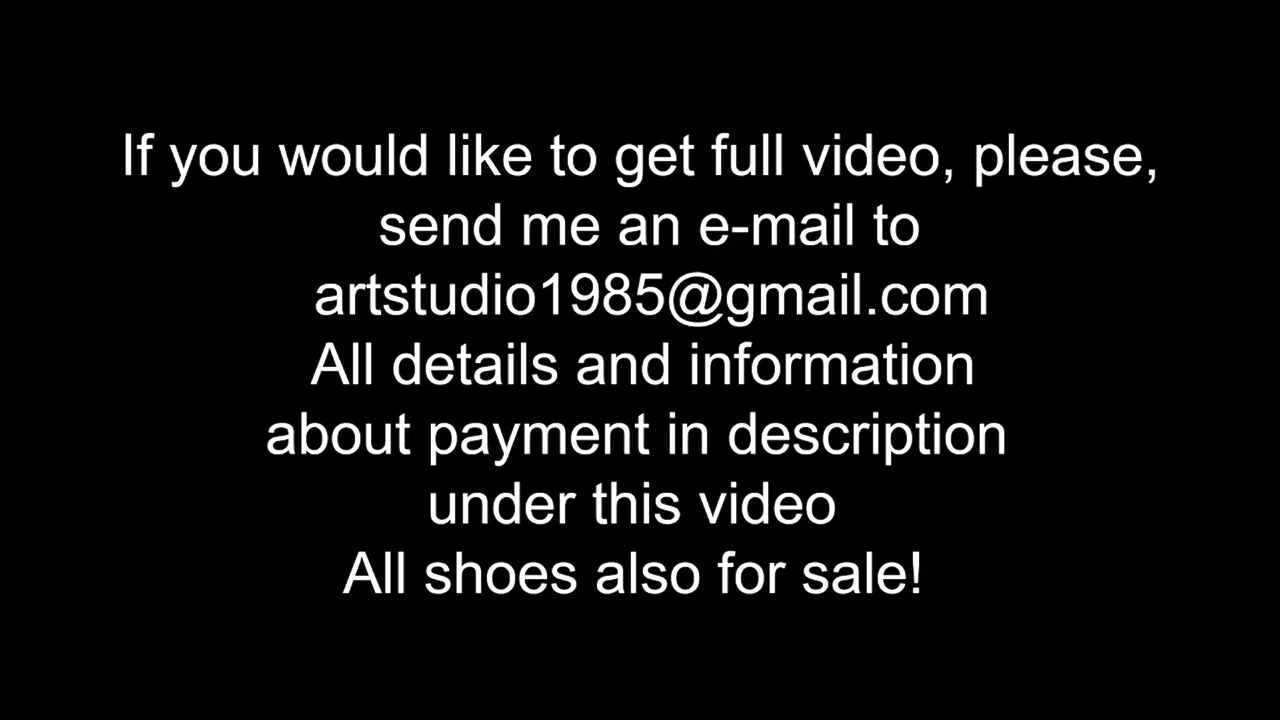 If you would like to get full video, please,
send me an e-mail to
artstudio1985@gmail.com
All details and information
about payment in description
under this video
All shoes also for sale!